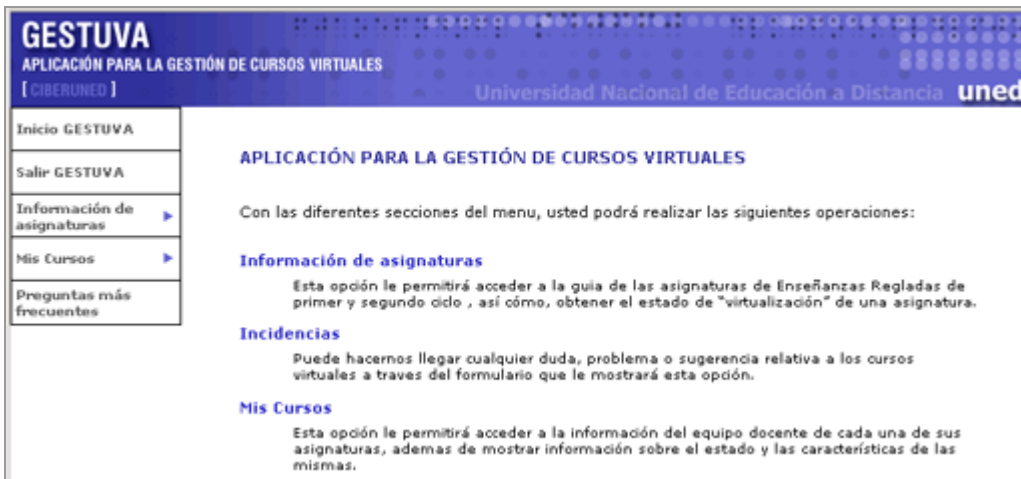 GESTUVA
APLICACIÓN PARA LA GESTIÓN DE CURSOS VIRTUALES
[ CIBERUNED ]
Universidad Nacional de Educación a Distancia uned
Inicio GESTUVA
Salir GESTUVA
Información de
asignaturas
Mis Cursos
Preguntas más
frecuentes
APLICACIÓN PARA LA GESTIÓN DE CURSOS VIRTUALES
Con las diferentes secciones del menu, usted podrá realizar las siguientes operaciones:
Información de asignaturas
Esta opción le permitirá acceder a la guia de las asignaturas de Enseñanzas Regladas de
primer y segundo ciclo , así cómo, obtener el estado de "virtualización" de una asignatura.
Incidencias
Puede hacernos llegar cualquier duda, problema o sugerencia relativa a los cursos
virtuales a traves del formulario que le mostrará esta opción.
Mis Cursos
Esta opción le permitirá acceder a la información del equipo docente de cada una de sus
asignaturas, ademas de mostrar información sobre el estado y las características de las
mismas.